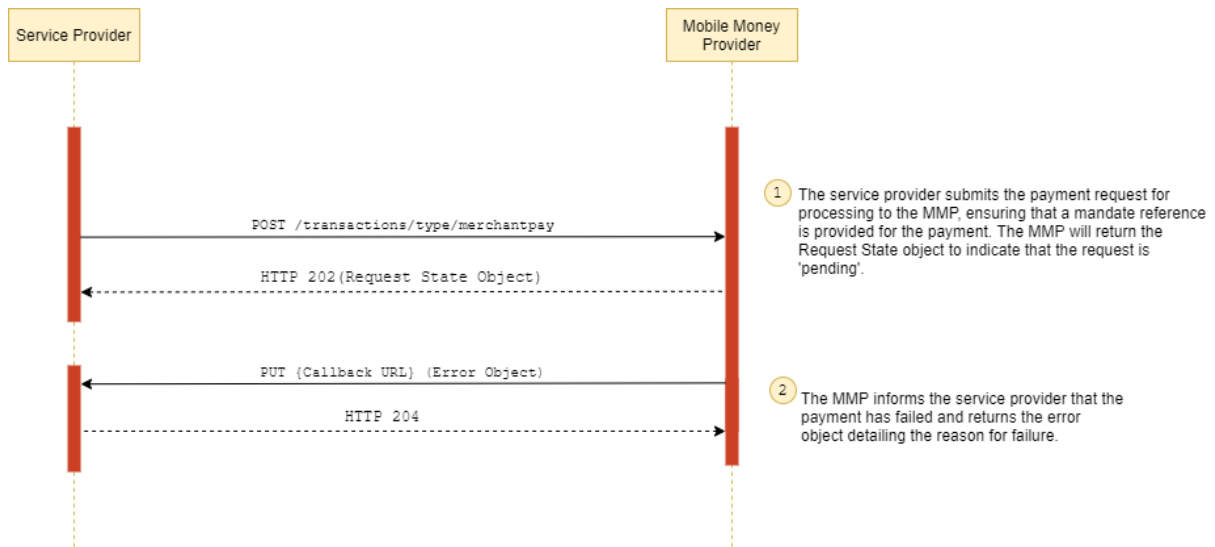 Service Provider
Mobile Money
Provider
1
The service provider submits the payment request for
processing to the MMP, ensuring that a mandate reference
is provided for the payment. The MMP will return the
Request State object to indicate that the request is
'pending'.
POST /transactions/type/merchantpay
HTTP 202(Request State Object)
PUT {Callback URL} (Error Object)
HTTP 204
2
The MMP informs the service provider that the
payment has failed and returns the error
object detailing the reason for failure.